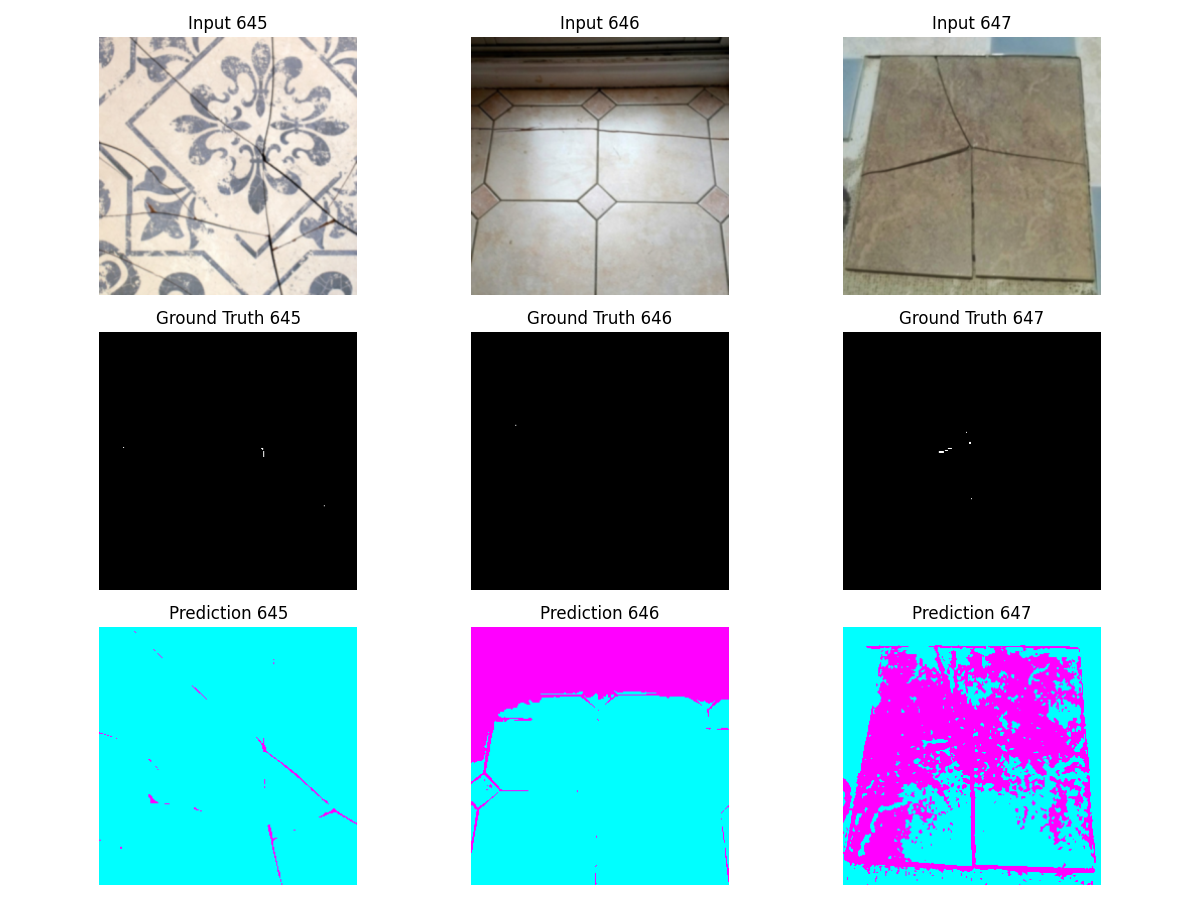 Input 645
Input 646
Input 647
Ground Truth 645
Ground Truth 646
Ground Truth 647
Prediction 645
Prediction 646
Prediction 647